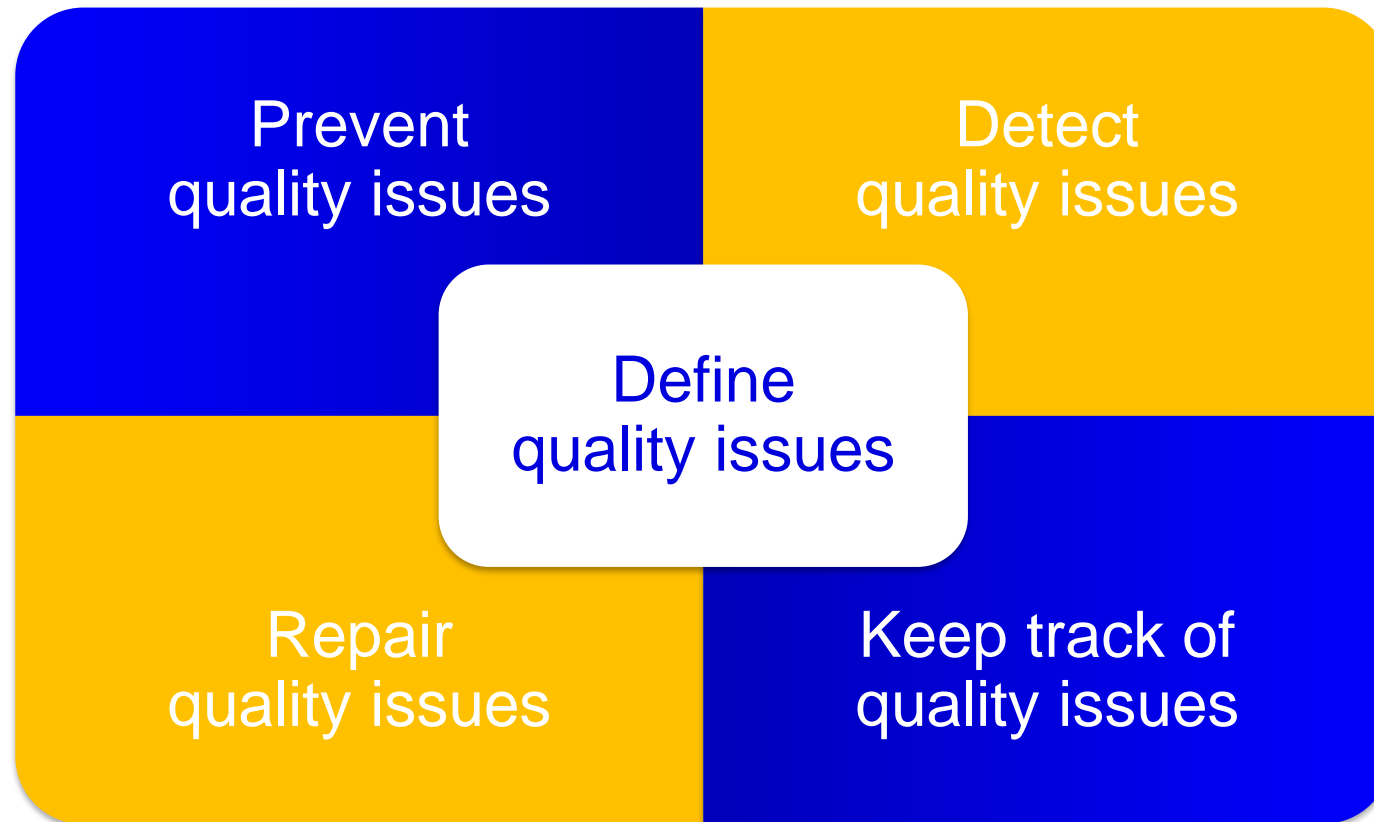 Prevent
quality issues
Detect
quality issues
Define
quality issues
Repair
quality issues
Keep track of
quality issues